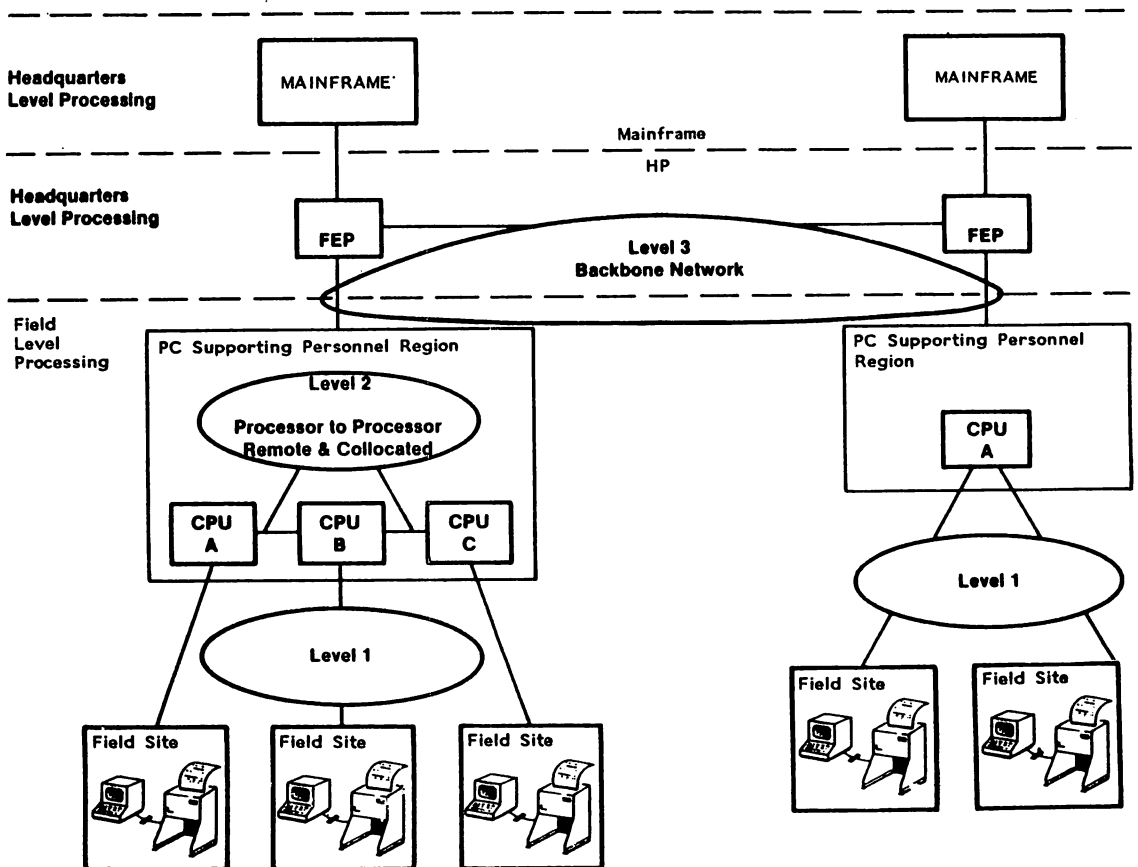 Headquarters
Level Processing
MAINFRAME
MAINFRAME
Mainframe
HP
Headquarters
Level Processing
FEP
FEP
Level 3
Backbone Network
Field
Level
Processing
PC Supporting Personnel Region
Level 2
Processor to Processor
Remote & Collocated
CPU
A
CPU
B
CPU
C
PC Supporting Personnel
Region
CPU
A
Level 1
Level 1
Field Site
Field Site
Field Site
Field Site
Field Site